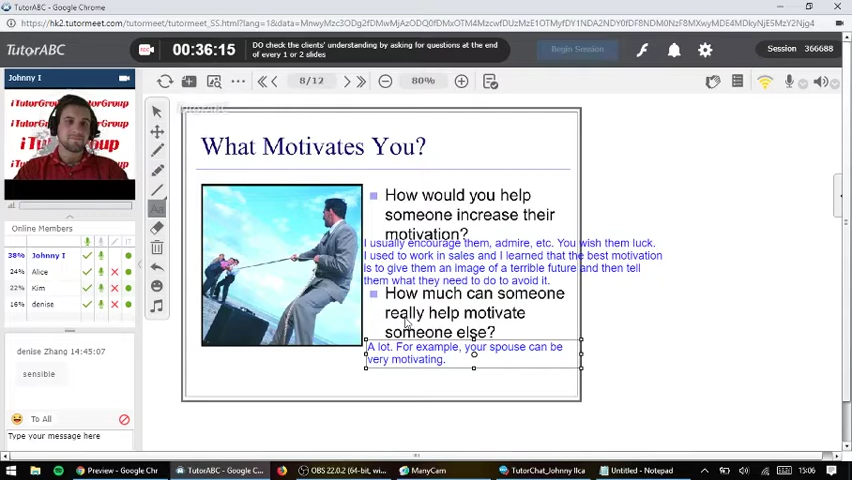 TutorABC - Google Chrome
TutorABC
00:36:15
DO check the clients' understanding by asking for questions at the end
of every 1 or 2 slides
Begin Session
Session 366688
Johnny I
8/12
80%
TutorABC
What Motivates You?
How would you help
someone increase their
motivation?
I usually encourage them, admire, etc. You wish them luck.
I used to work in sales and I learned that the best motivation
is to give them an image of a terrible future and then tell
them what they need to do to avoid it.
How much can someone
really help motivate
someone else?
A lot. For example, your spouse can be
very motivating.
iTutorGroup
Online Members
38% Johnny I
24% Alice
22% Kim
16% denise
denise Zhang 14:45:07
sensible
To All
Type your message here
Preview - Google Chr
TutorABC - Google C...
OBS 22.0.2 (64-bit, wi...
ManyCam
TutorChat_Johnny Ilca
Untitled - Notepad
15:06